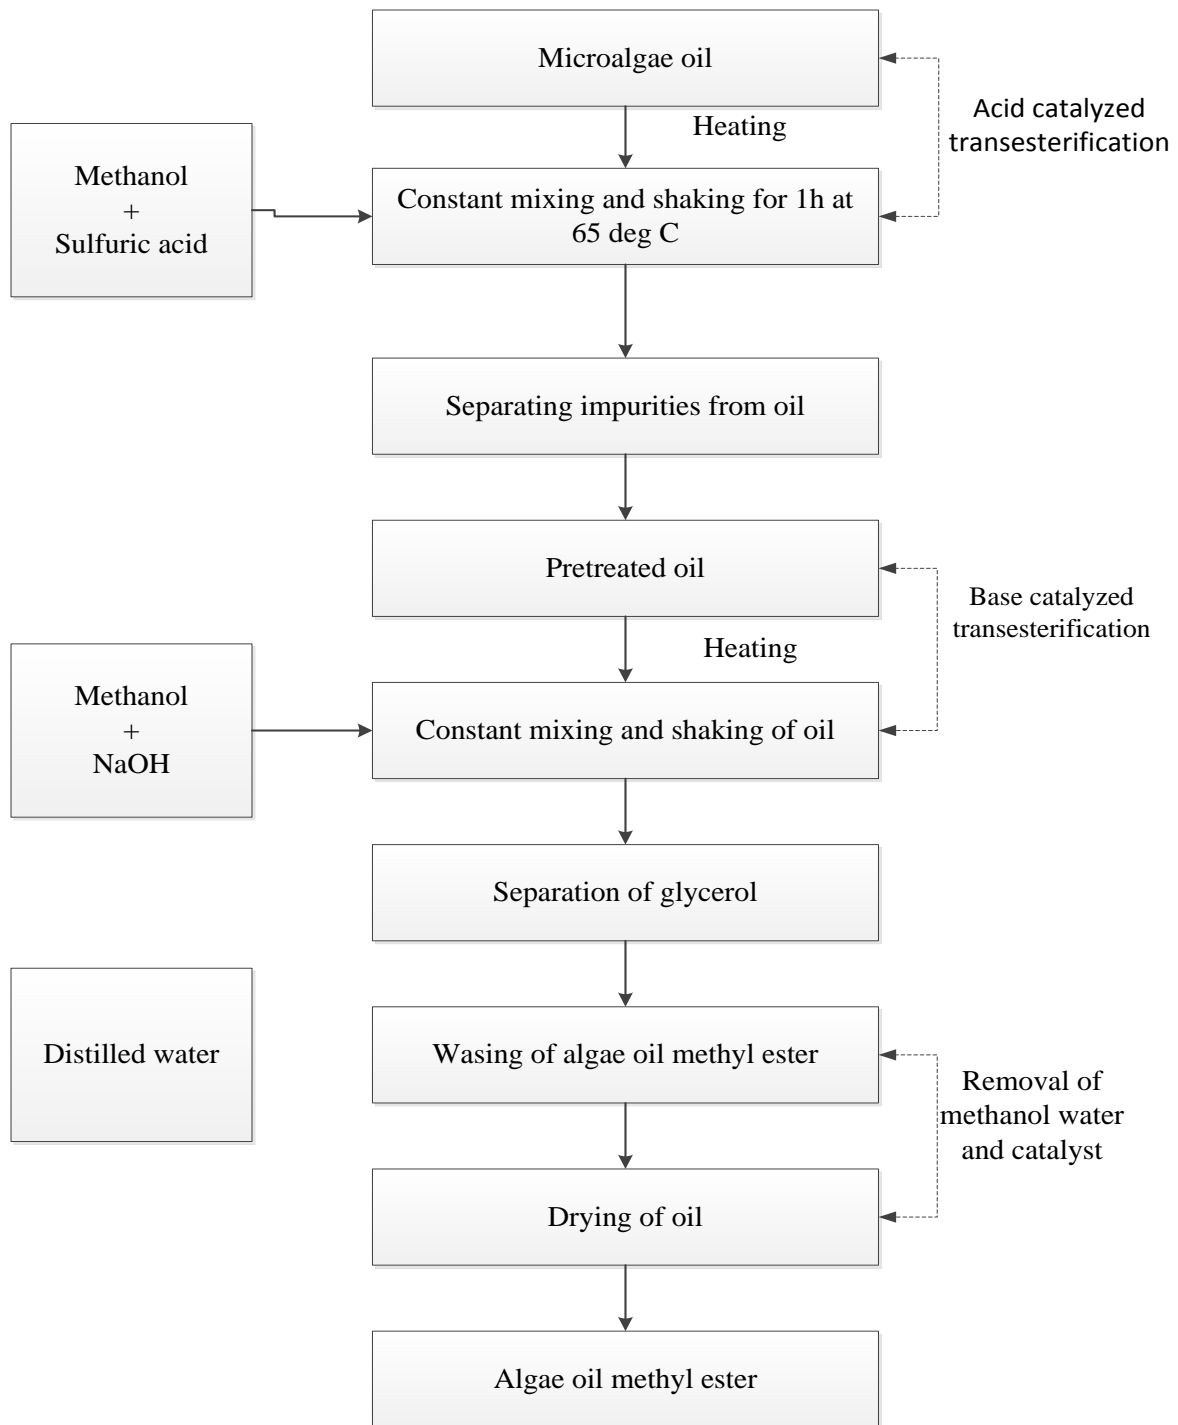 Microalgae oil
Heating
Acid catalyzed
transesterification
Methanol
+
Sulfuric acid
Constant mixing and shaking for 1h at
65 deg C
Separating impurities from oil
Pretreated oil
Heating
Base catalyzed
transesterification
Methanol
+
NaOH
Constant mixing and shaking of oil
Separation of glycerol
Distilled water
Wasing of algae oil methyl ester
Removal of
methanol water
and catalyst
Drying of oil
Algae oil methyl ester